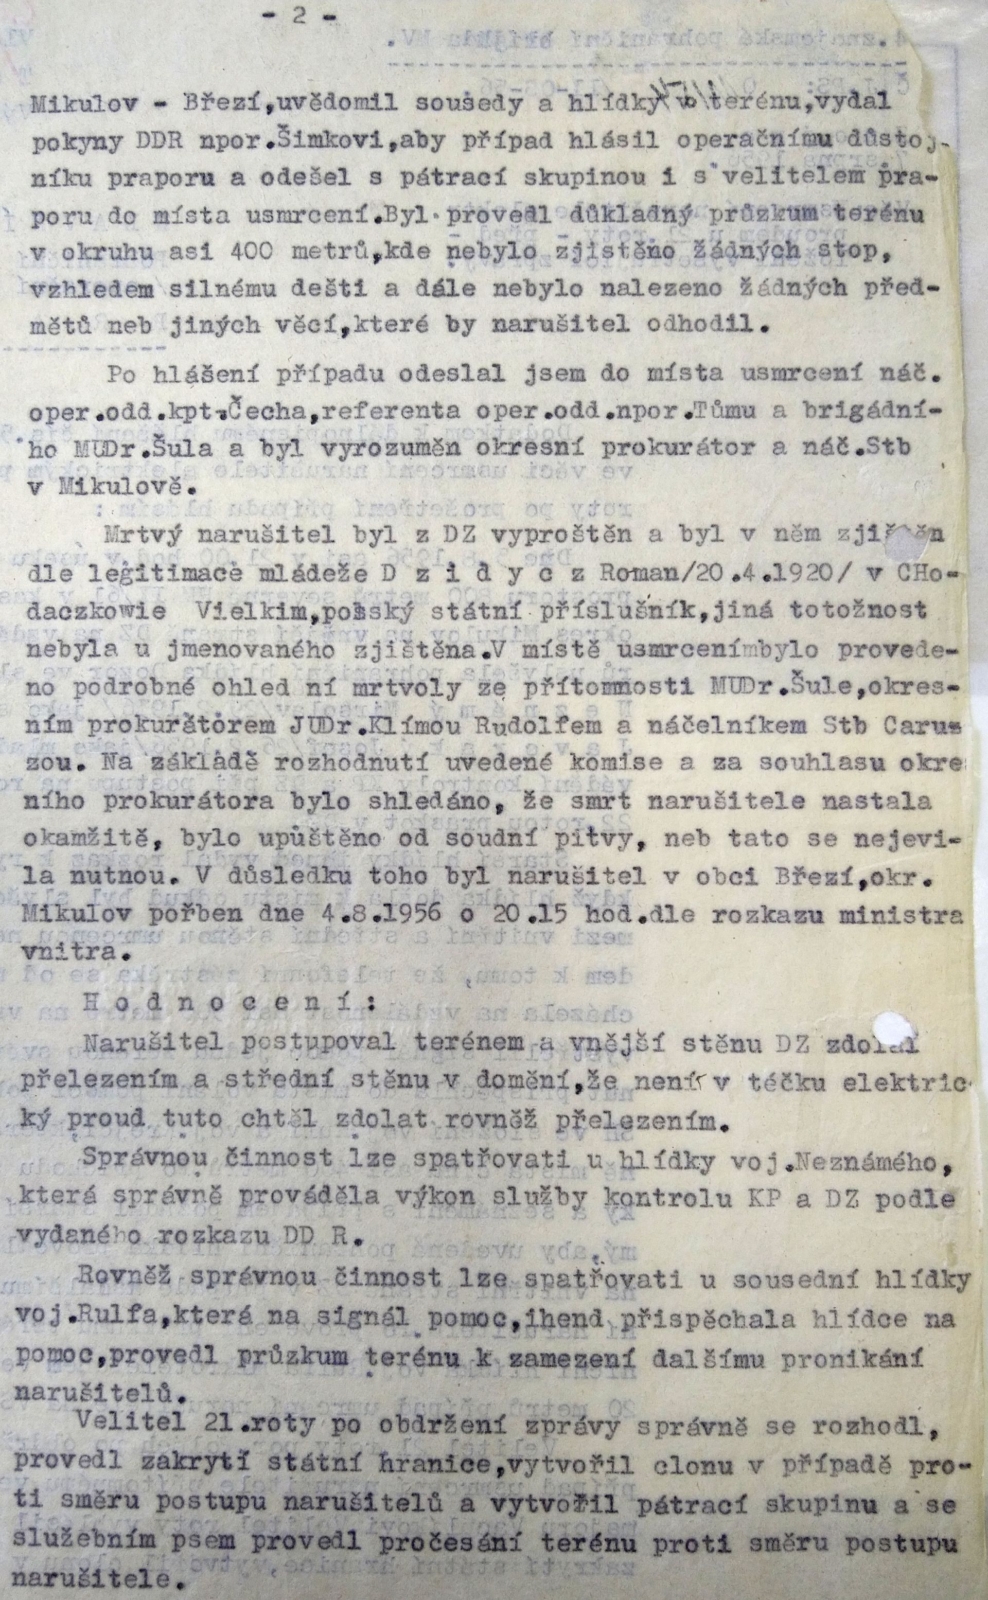 - 2 -
Mikulov - Březí,uvědomil sousedy a hlídky v terénu,vydal
pokyny DDR npor.Šimkovi,aby případ hlásil operačnímu důstoj-
níku praporu a odešel s pátrací skupinou i s velitelem pra-
poru do místa usmrcení.Byl provedl důkladný průzkum terénu
v okruhu asi 400 metrů,kde nebylo zjištěno žádných stop,
vzhledem silnému dešti a dále nebylo nalezeno žádných před-
mětů neb jiných věcí,které by narušitel odhodil.
Po hlášení případu odeslal jsem do místa usmrcení náč.
oper.odd.kpt.Čecha,referenta oper.odd.npor.Tůmu a brigádní-
ho MUDr.Šula a byl vyrozuměn okresní prokurátor a náč.Stb
v Mikulově.
Mrtvý narušitel byl z DZ vyproštěn a byl v něm zjištěn
dle legitimace mládeže D z i d y c z Roman/20.4.1920/ v CHo-
daczkowie Vielkim,polský státní příslušník,jiná totožnost
nebyla u jmenovaného zjištěna.V místě usmrcenímbylo provede-
no podrobné ohled ní mrtvoly ze přítomnosti MUDr.Šule,okres-
ním prokurátorem JUDr.Klímou Rudolfem a náčelníkem Stb Caru-
zou. Na základě rozhodnutí uvedené komise a za souhlasu okre
ního prokurátora bylo shledáno, že smrt narušitele nastala
okamžitě, bylo upuštěno od soudní pitvy, neb tato se nejevi-
la nutnou. V důsledku toho byl narušitel v obci Březí,okr.
Mikulov pořben dne 4.8.1956 o 20.15 hod.dle rozkazu ministra
vnitra.
H o d n o c e n í :
Narušitel postupoval terénem a vnější stěnu DZ zdolal
přelezením a střední stěnu v domění,že není v téčku elektric
ký proud tuto chtěl zdolat rovněž přelezením.
Správnou činnost lze spatřovati u hlídky voj.Neznámého,
která správně prováděla výkon služby kontrolu KP a DZ podle
vydaného rozkazu DD R.
Rovněž správnou činnost lze spatřovati u sousední hlídky
voj.Rulfa,která na signál pomoc,ihend přispěchala hlídce na
pomoc,provedl průzkum terénu k zamezení dalšímu pronikání
narušitelů.
Velitel 21.roty po obdržení zprávy správně se rozhodl,
provedl zakrytí státní hranice,vytvořil clonu v případě pro-
ti směru postupu narušitelů a vytvořil pátrací skupinu a se
služebním psem provedl pročesání terénu proti směru postupu
narušitele.